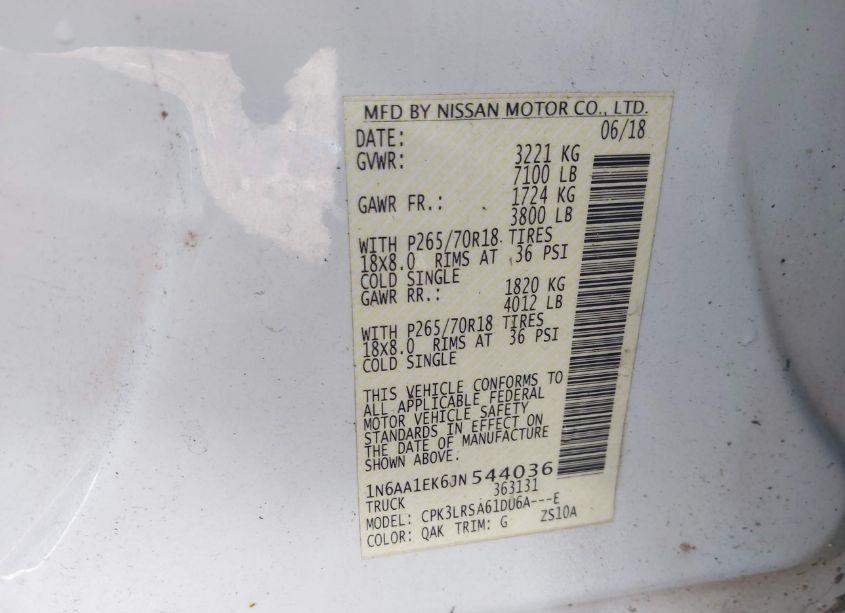 MFD BY NISSAN MOTOR CO., LTD.
DATE: 06/18
GVWR: 3221 KG
7100 LB
GAWR FR.: 1724 KG
3800 LB
WITH P265/70R18 TIRES
18X8.0 RIMS AT 36 PSI
COLD SINGLE
GAWR RR.: 1820 KG
4012 LB
WITH P265/70R18 TIRES
18X8.0 RIMS AT 36 PSI
COLD SINGLE
THIS VEHICLE CONFORMS TO
ALL APPLICABLE FEDERAL
MOTOR VEHICLE SAFETY
STANDARDS IN EFFECT ON
THE DATE OF MANUFACTURE
SHOWN ABOVE.
1N6AA1EK6JN544036
TRUCK 363131
MODEL: CPK3LRSA61DU6A---E
COLOR: QAK TRIM: G ZS10A